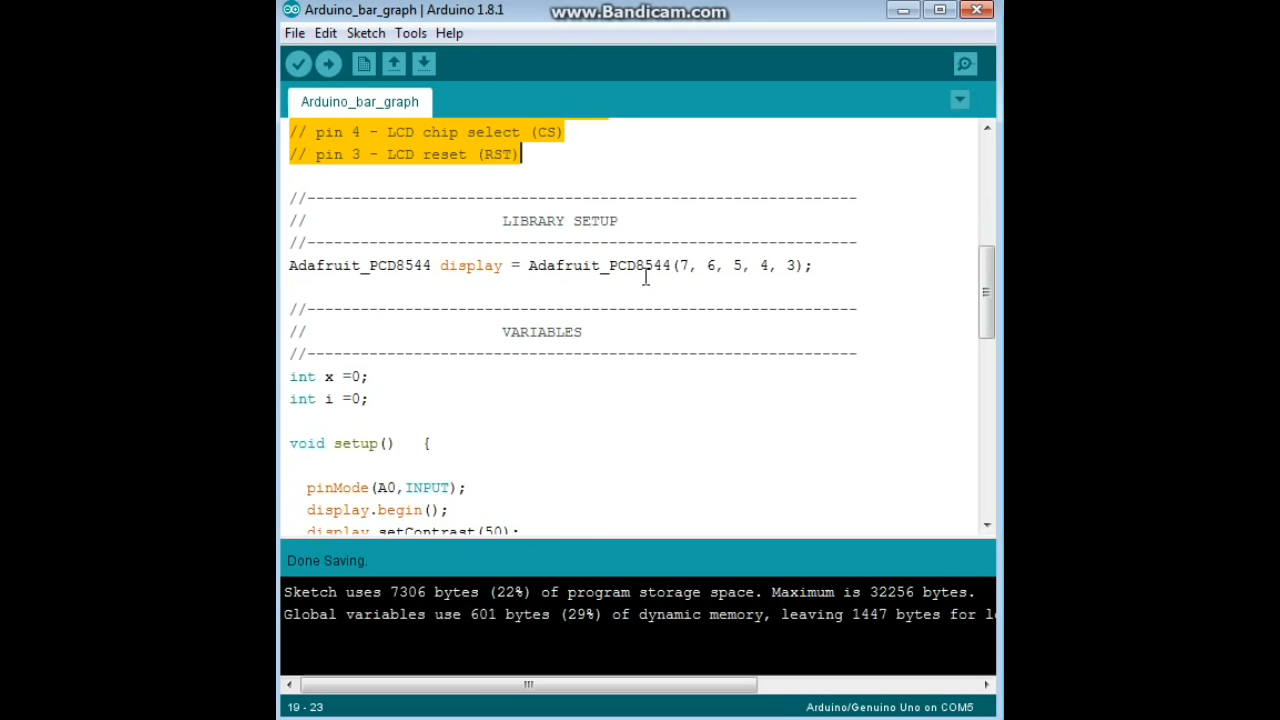 Arduino_bar_graph | Arduino 1.8.1
www.Bandicam.com
File Edit Sketch Tools Help
Arduino_bar_graph
// pin 4 - LCD chip select (CS)
// pin 3 - LCD reset (RST)
//--------------------------------------------------------------
// LIBRARY SETUP
//--------------------------------------------------------------
Adafruit_PCD8544 display = Adafruit_PCD8544(7, 6, 5, 4, 3);
//--------------------------------------------------------------
// VARIABLES
//--------------------------------------------------------------
int x =0;
int i =0;
void setup() {
pinMode(A0,INPUT);
display.begin();
display.setContrast(50);
Done Saving.
Sketch uses 7306 bytes (22%) of program storage space. Maximum is 32256 bytes.
Global variables use 601 bytes (29%) of dynamic memory, leaving 1447 bytes for
19 - 23
Arduino/Genuino Uno on COM5